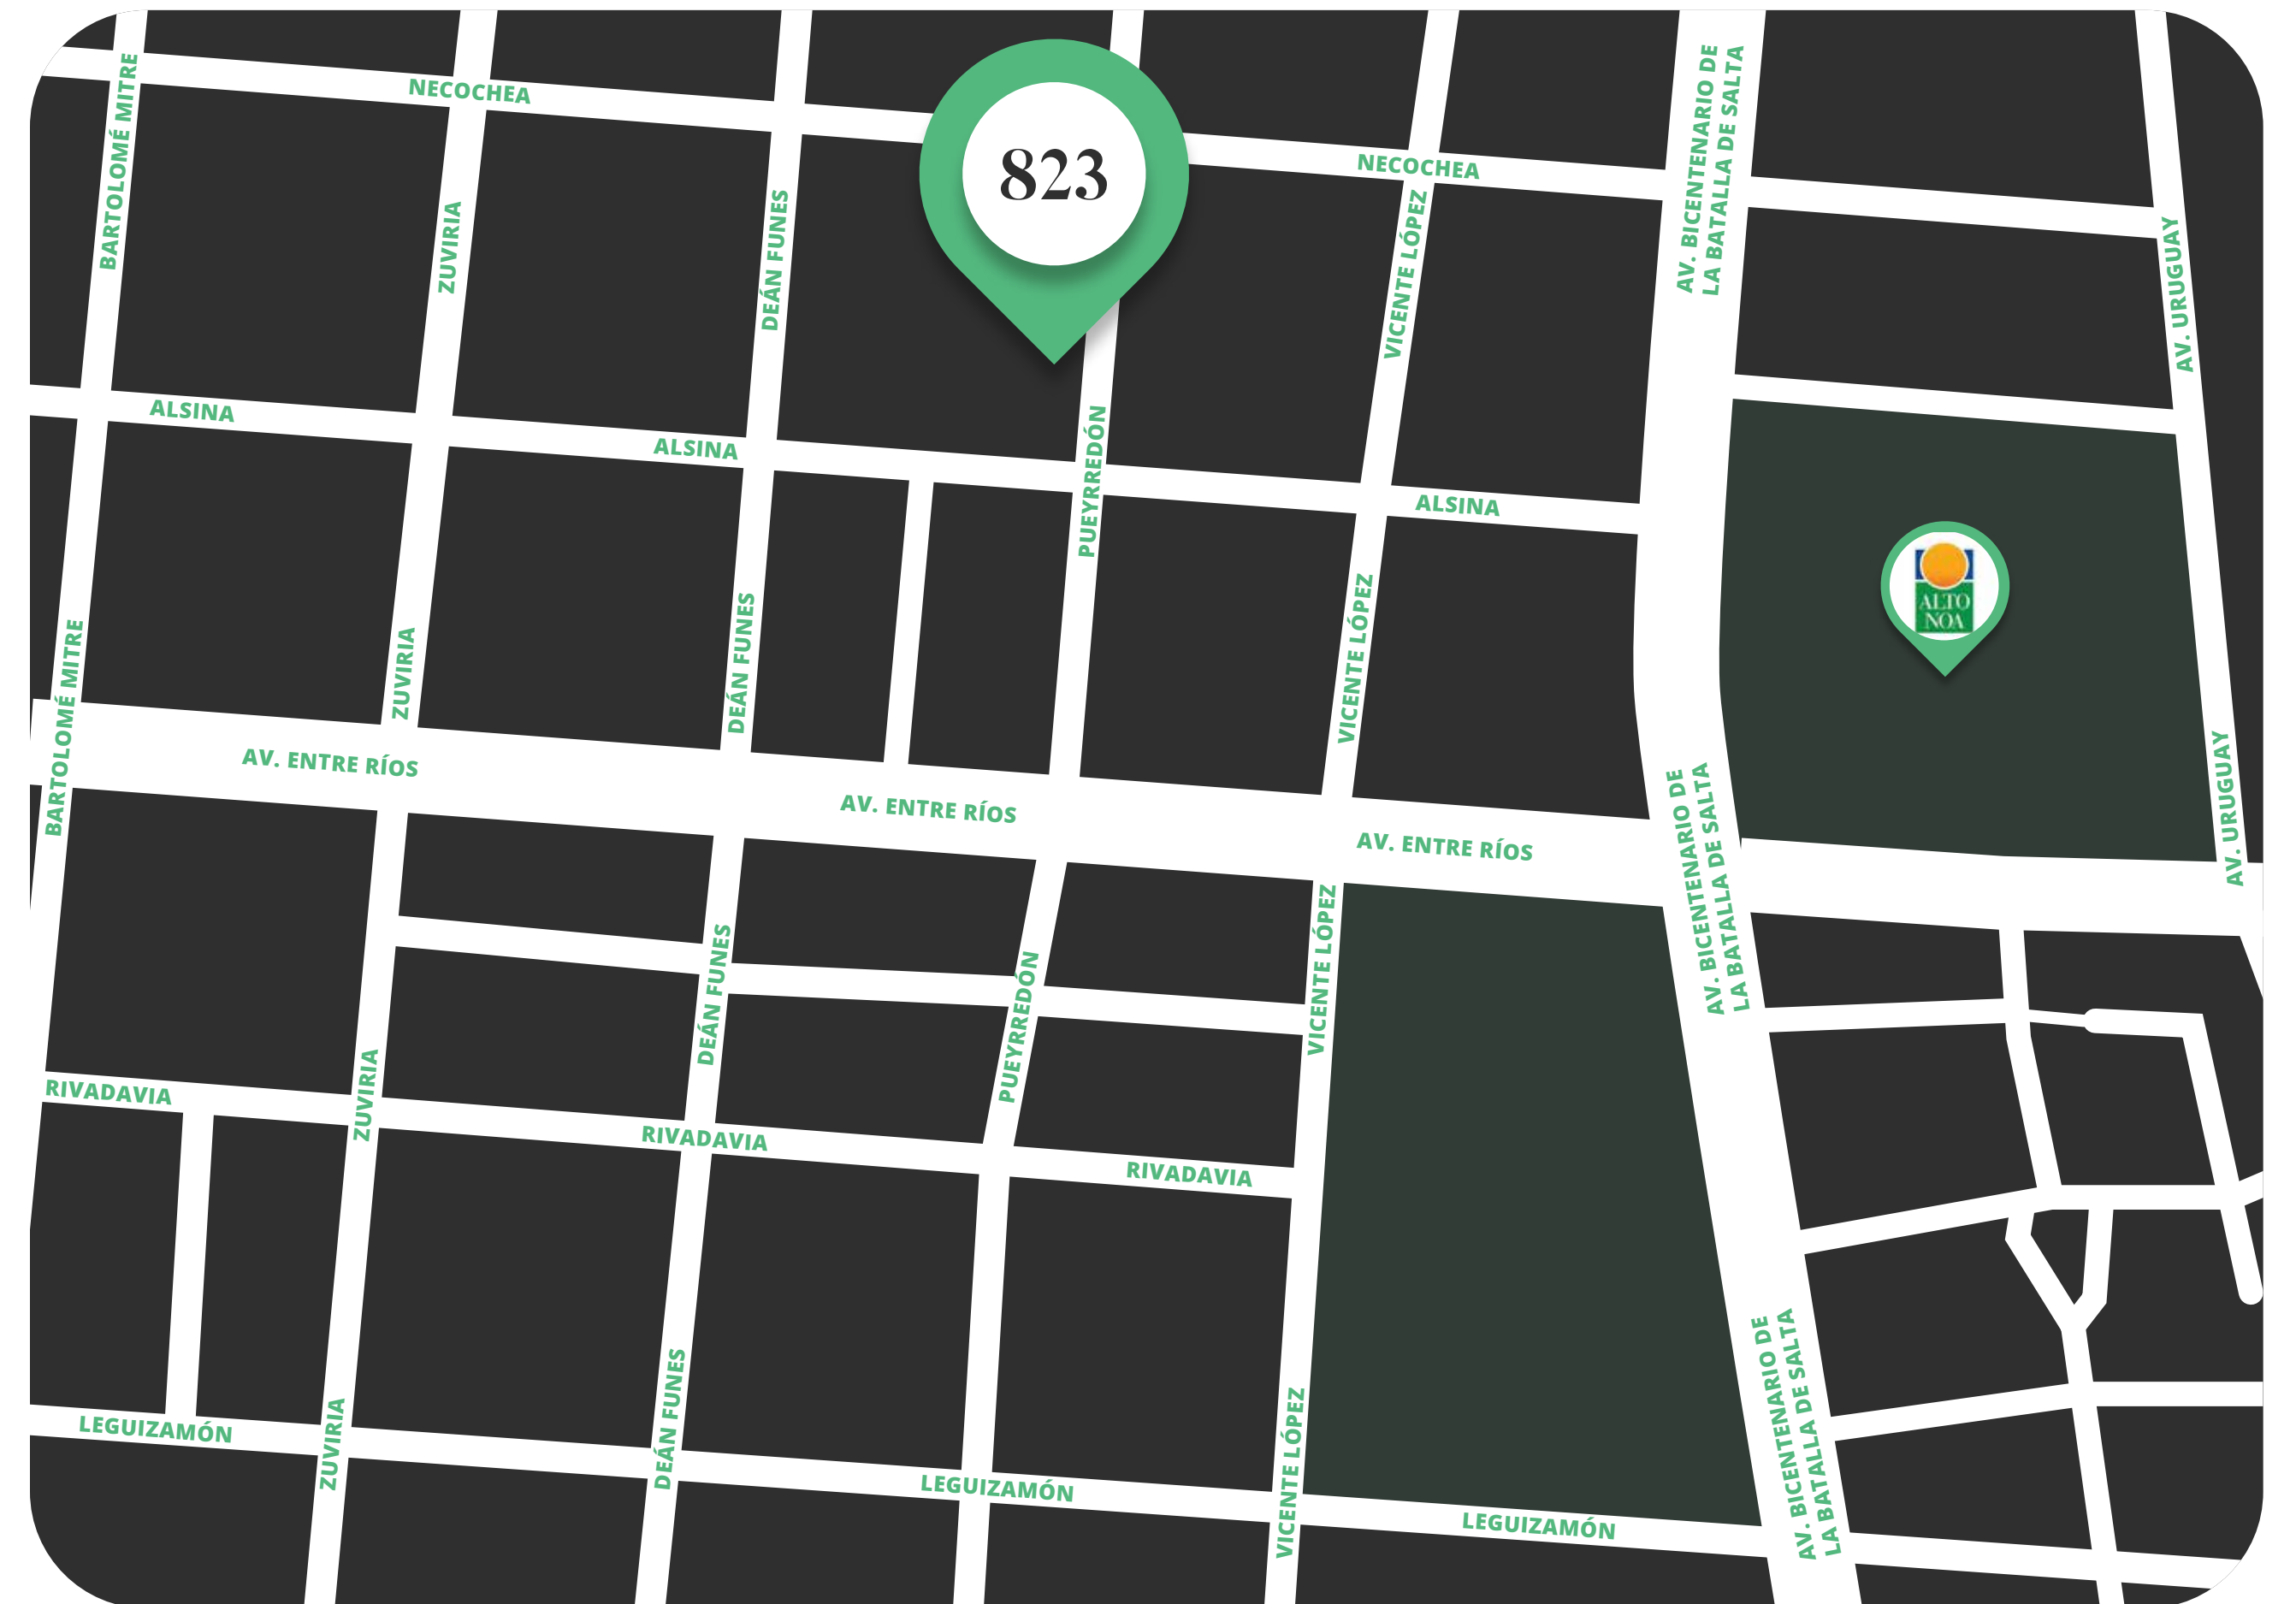 BARTOLOMÉ MITRE
NECOCHEA
ZUVIRIA
DEÁN FUNES
823
NECOCHEA
VICENTE LÓPEZ
AV. BICENTENARIO DE
LA BATALLA DE SALTA
AV. URUGUAY
ALSINA
ALSINA
PUEYRREDÓN
ALSINA
ALTO
NOA
BARTOLOMÉ MITRE
ZUVIRIA
DEÁN FUNES
VICENTE LÓPEZ
AV. URUGUAY
AV. ENTRE RÍOS
AV. ENTRE RÍOS
AV. ENTRE RÍOS
AV. BICENTENARIO DE
LA BATALLA DE SALTA
DEÁN FUNES
PUEYRREDÓN
VICENTE LÓPEZ
RIVADAVIA
ZUVIRIA
RIVADAVIA
RIVADAVIA
LEGUIZAMÓN
ZUVIRIA
DEÁN FUNES
LEGUIZAMÓN
VICENTE LÓPEZ
LEGUIZAMÓN
AV. BICENTENARIO DE
LA BATALLA DE SALTA